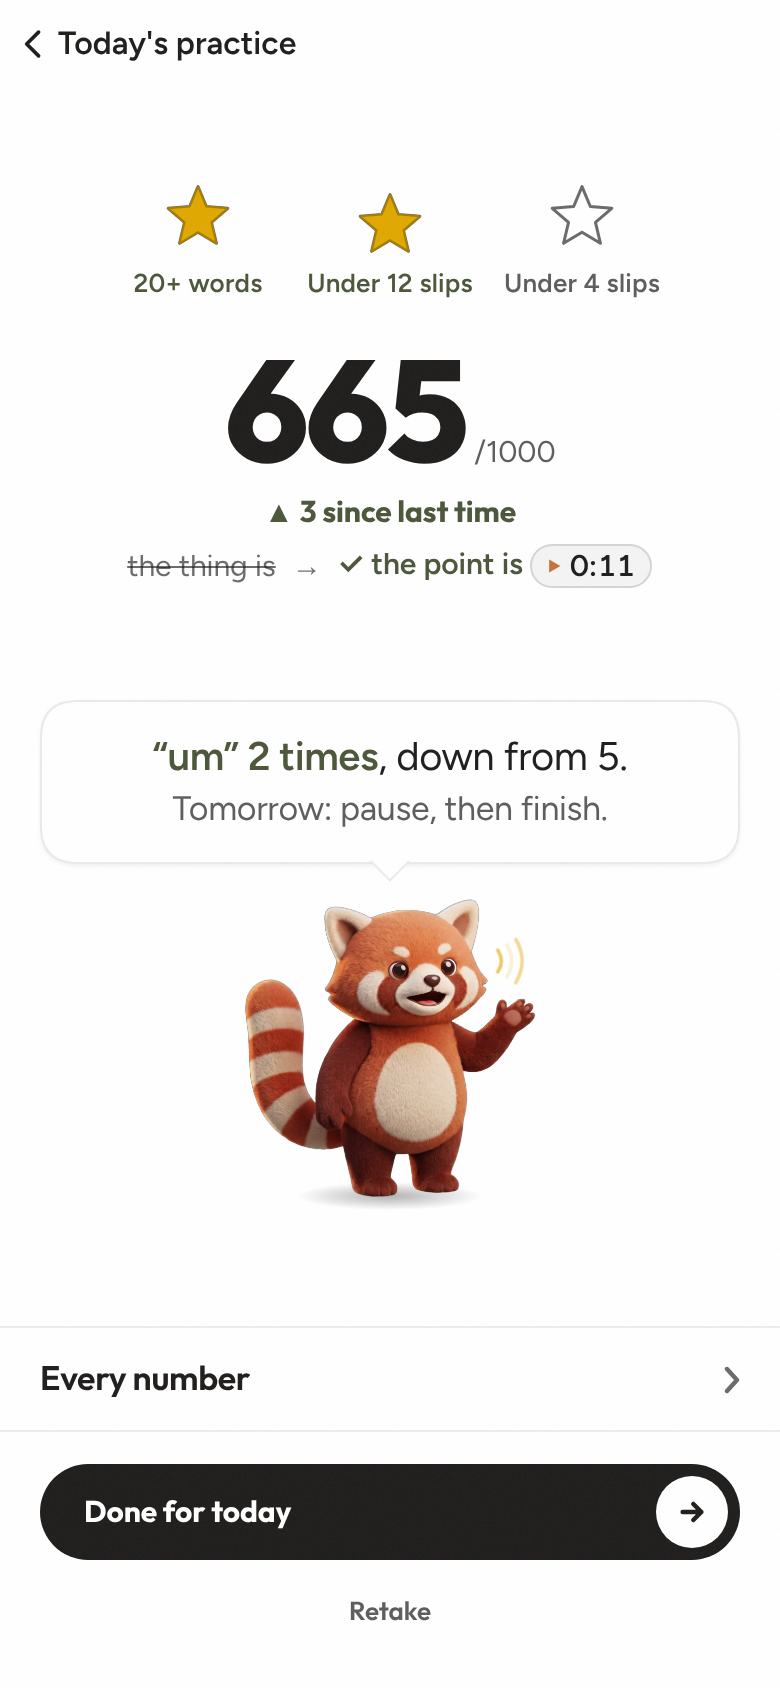 Today's practice
20+ words
Under 12 slips
Under 4 slips
665/1000
▲ 3 since last time
the thing is → ✓ the point is ▶ 0:11
“um” 2 times, down from 5.
Tomorrow: pause, then finish.
Every number
Done for today
Retake